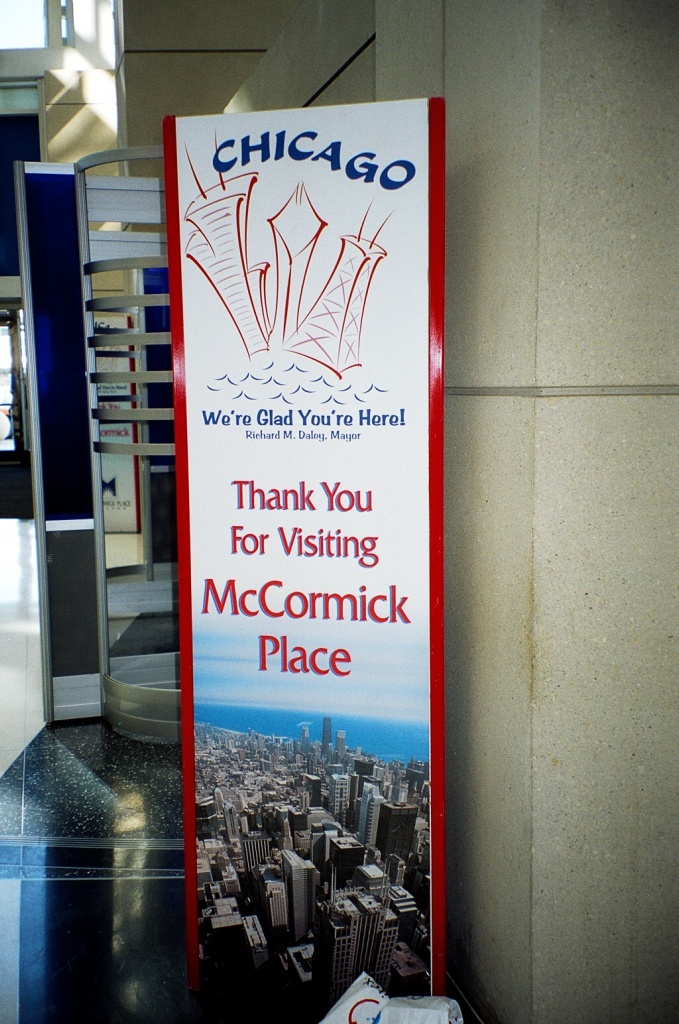 CHICAGO
We're Glad You're Here!
Richard M. Daley, Mayor
Thank You
For Visiting
McCormick
Place